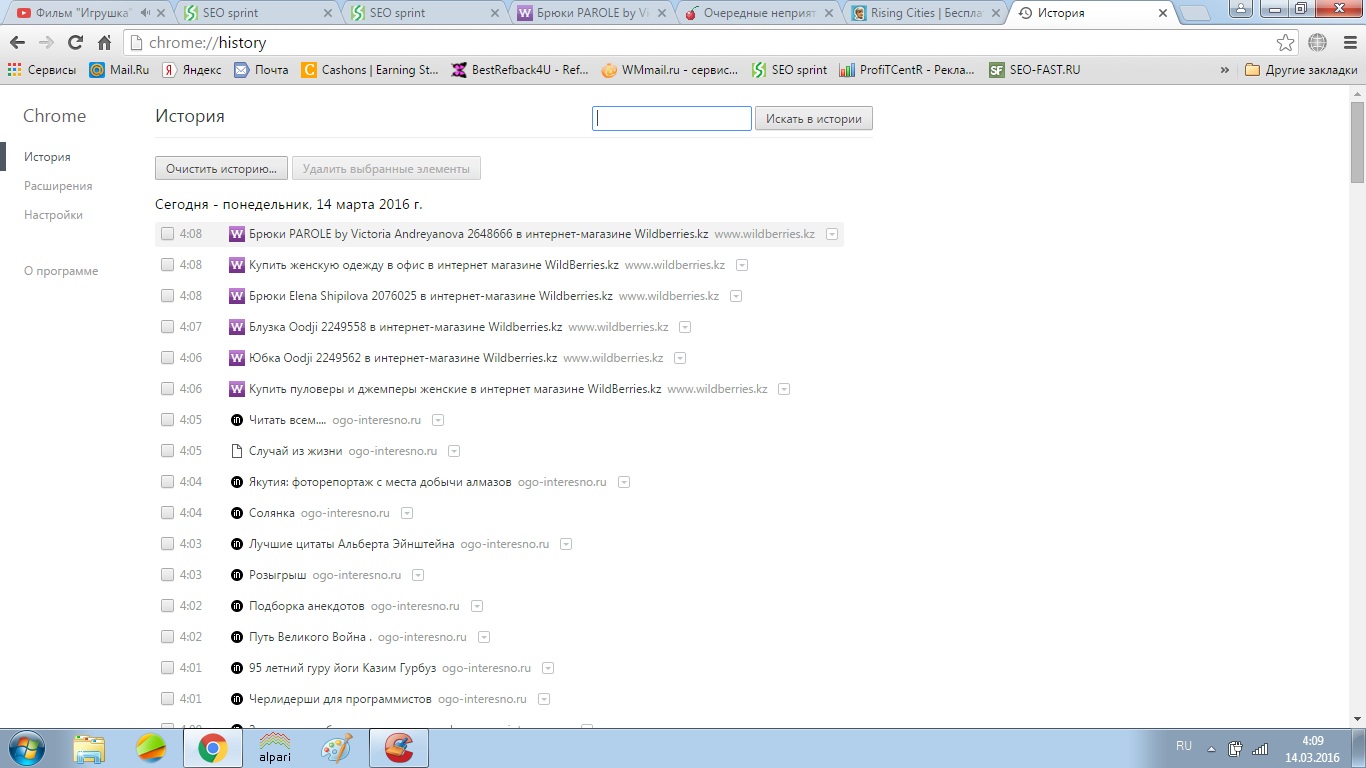 Фильм "Игрушка"
SEO sprint
SEO sprint
Брюки PAROLE by Vi
Очередные неприят
Rising Cities | Беспла
История
chrome://history
Сервисы
Mail.Ru
Яндекс
Почта
Cashons | Earning St...
BestRefback4U - Ref...
WMmail.ru - сервис...
SEO sprint
ProfiTCentR - Рекла...
SEO-FAST.RU
»
Другие закладки
Chrome
История
Расширения
Настройки
О программе
История
Искать в истории
Очистить историю...
Удалить выбранные элементы
Сегодня - понедельник, 14 марта 2016 г.
4:08 Брюки PAROLE by Victoria Andreyanova 2648666 в интернет-магазине Wildberries.kz www.wildberries.kz
4:08 Купить женскую одежду в офис в интернет магазине WildBerries.kz www.wildberries.kz
4:08 Брюки Elena Shipilova 2076025 в интернет-магазине Wildberries.kz www.wildberries.kz
4:07 Блузка Oodji 2249558 в интернет-магазине Wildberries.kz www.wildberries.kz
4:06 Юбка Oodji 2249562 в интернет-магазине Wildberries.kz www.wildberries.kz
4:06 Купить пуловеры и джемперы женские в интернет магазине WildBerries.kz www.wildberries.kz
4:05 Читать всем.... ogo-interesno.ru
4:05 Случай из жизни ogo-interesno.ru
4:04 Якутия: фоторепортаж с места добычи алмазов ogo-interesno.ru
4:04 Солянка ogo-interesno.ru
4:03 Лучшие цитаты Альберта Эйнштейна ogo-interesno.ru
4:03 Розыгрыш ogo-interesno.ru
4:02 Подборка анекдотов ogo-interesno.ru
4:02 Путь Великого Война . ogo-interesno.ru
4:01 95 летний гуру йоги Казим Гурбуз ogo-interesno.ru
4:01 Черлидерши для программистов ogo-interesno.ru
alpari
RU
4:09
14.03.2016